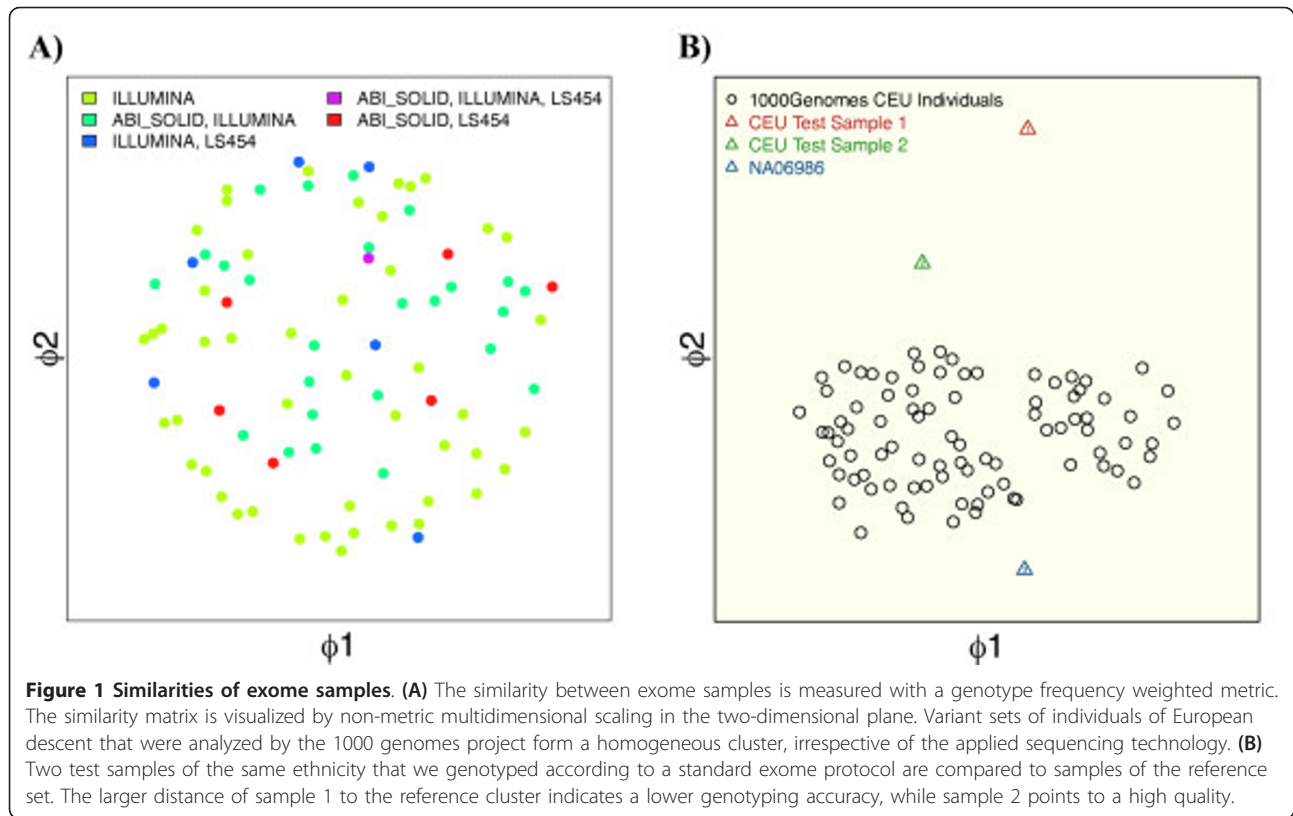 A)
ILLUMINA
ABI_SOLID, ILLUMINA
ILLUMINA, LS454
ABI_SOLID, ILLUMINA, LS454
ABI_SOLID, LS454
ϕ2
ϕ1
B)
1000Genomes CEU Individuals
CEU Test Sample 1
CEU Test Sample 2
NA06986
ϕ2
ϕ1
Figure 1 Similarities of exome samples. (A) The similarity between exome samples is measured with a genotype frequency weighted metric.
The similarity matrix is visualized by non-metric multidimensional scaling in the two-dimensional plane. Variant sets of individuals of European
descent that were analyzed by the 1000 genomes project form a homogeneous cluster, irrespective of the applied sequencing technology. (B)
Two test samples of the same ethnicity that we genotyped according to a standard exome protocol are compared to samples of the reference
set. The larger distance of sample 1 to the reference cluster indicates a lower genotyping accuracy, while sample 2 points to a high quality.